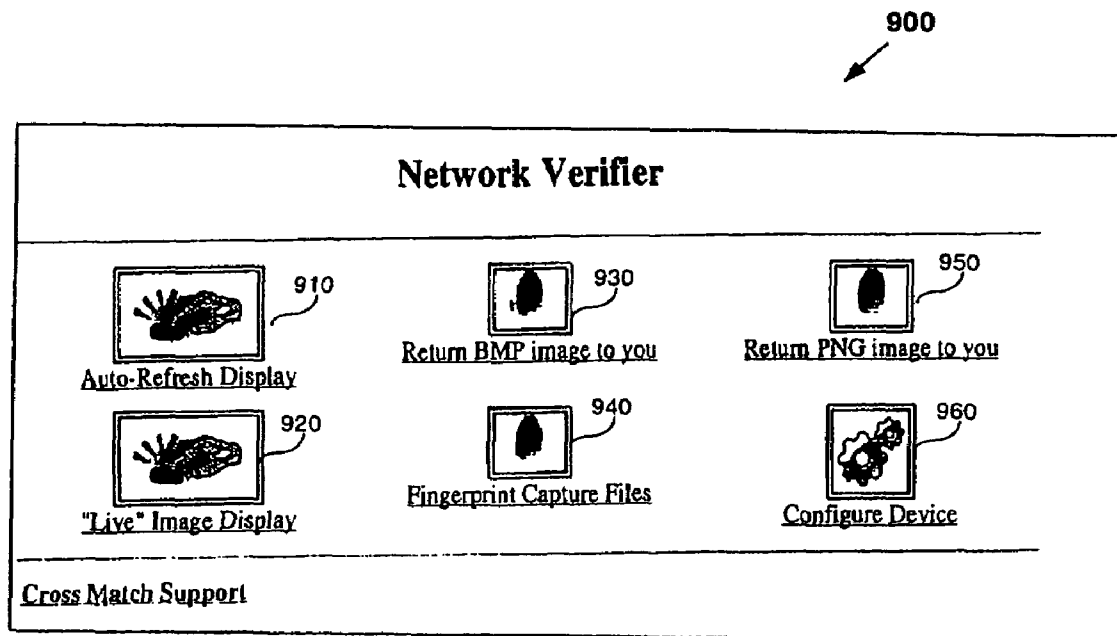 900
Network Verifier
910
930
950
Auto-Refresh Display
Return BMP image to you
Return PNG image to you
920
940
960
"Live" Image Display
Fingerprint Capture Files
Configure Device
Cross Match Support